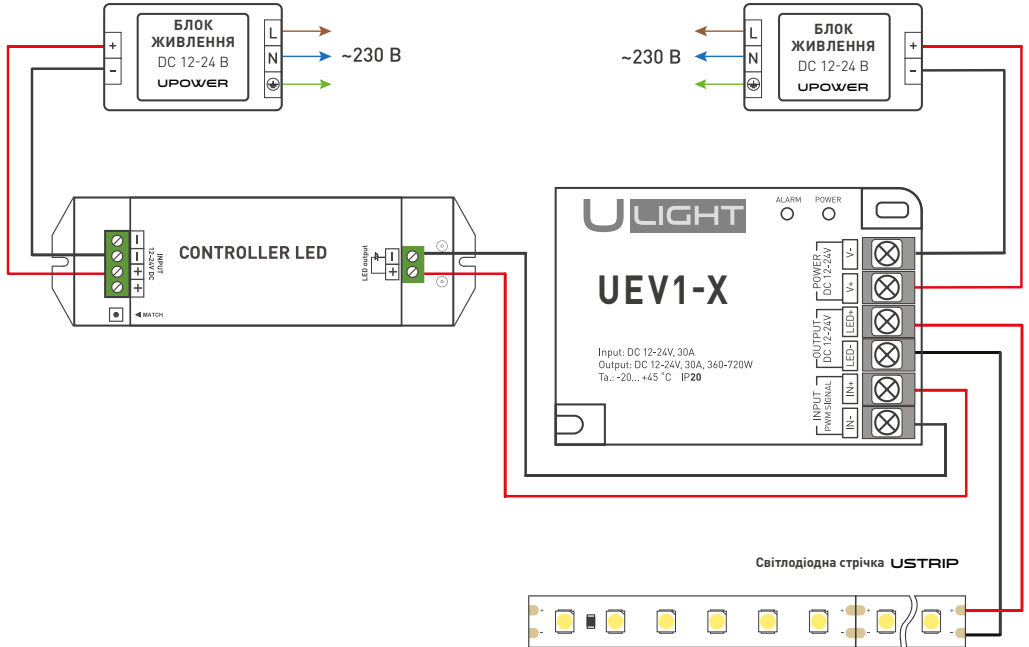 БЛОК
ЖИВЛЕННЯ
DC 12-24 В
UPOWER
+
−
L
N
~230 В
~230 В
L
N
БЛОК
ЖИВЛЕННЯ
DC 12-24 В
UPOWER
+
−
CONTROLLER LED
INPUT
12-24V DC
−
−
+
+
MATCH
LED output
−
+
U LIGHT
ALARM
POWER
UEV1-X
Input: DC 12-24V, 30A
Output: DC 12-24V, 30A, 360-720W
Ta.: -20... +45 ˚C IP20
POWER
DC 12-24V
V-
V+
OUTPUT
DC 12-24V
LED+
LED-
INPUT
PWM SIGNAL
IN+
IN-
Світлодіодна стрічка USTRIP
+ + + +
- - - -